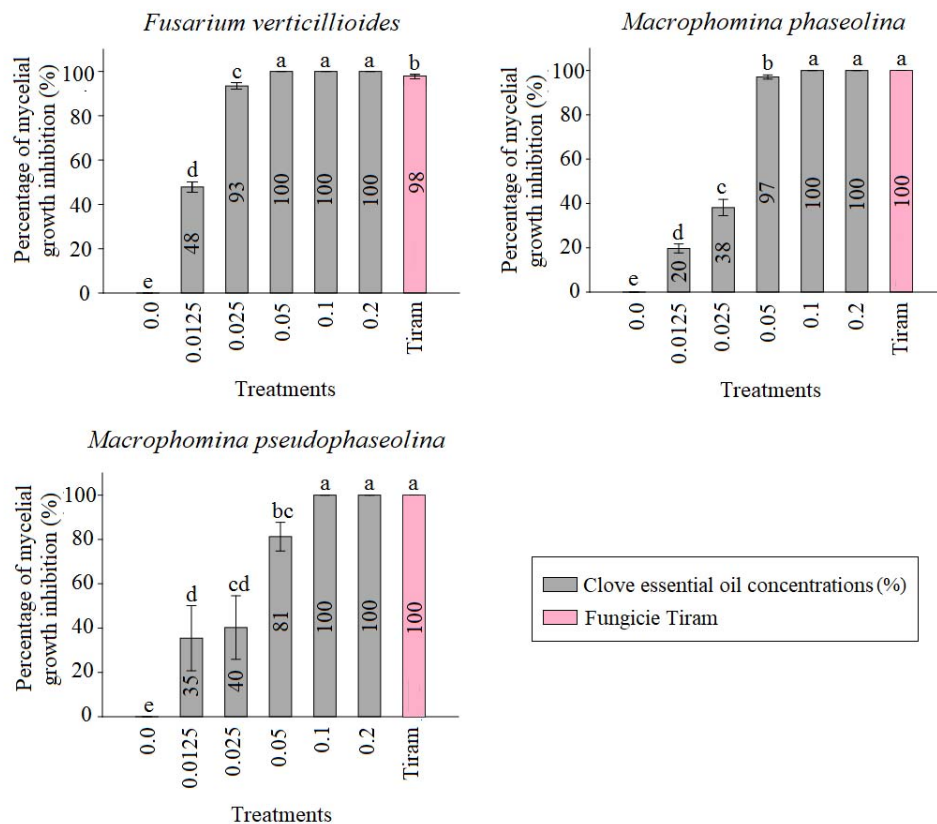 Fusarium verticillioides
Percentage of mycelial
growth inhibition (%)
100
80
60
40
20
0
e
d
c
a
a
a
b
48
93
100
100
100
98
0.0
0.0125
0.025
0.05
0.1
0.2
Tiram
Treatments
Macrophomina phaseolina
Percentage of mycelial
growth inhibition (%)
100
80
60
40
20
0
e
d
c
b
a
a
a
20
38
97
100
100
100
0.0
0.0125
0.025
0.05
0.1
0.2
Tiram
Treatments
Macrophomina pseudophaseolina
Percentage of mycelial
growth inhibition (%)
100
80
60
40
20
0
e
d
cd
bc
a
a
a
35
40
81
100
100
100
0.0
0.0125
0.025
0.05
0.1
0.2
Tiram
Treatments
Clove essential oil concentrations (%)
Fungicie Tiram